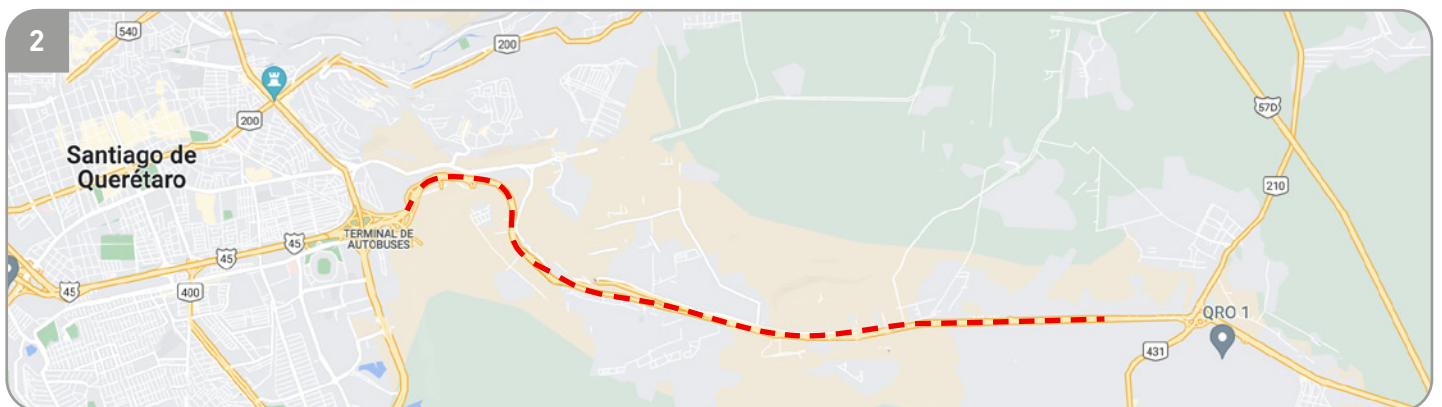 2
540
200
200
Santiago de
Querétaro
57D
210
TERMINAL DE
AUTOBUSES
45
45
45
400
QRO 1
431